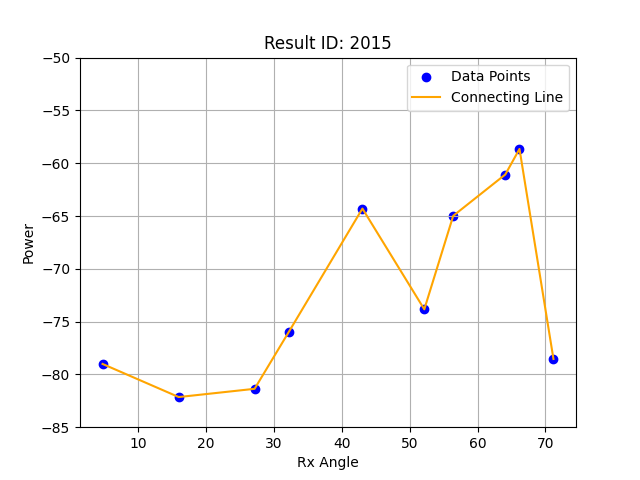 Result ID: 2015
Data Points
Connecting Line
−50
−55
−60
−65
−70
−75
−80
−85
Power
10 20 30 40 50 60 70
Rx Angle